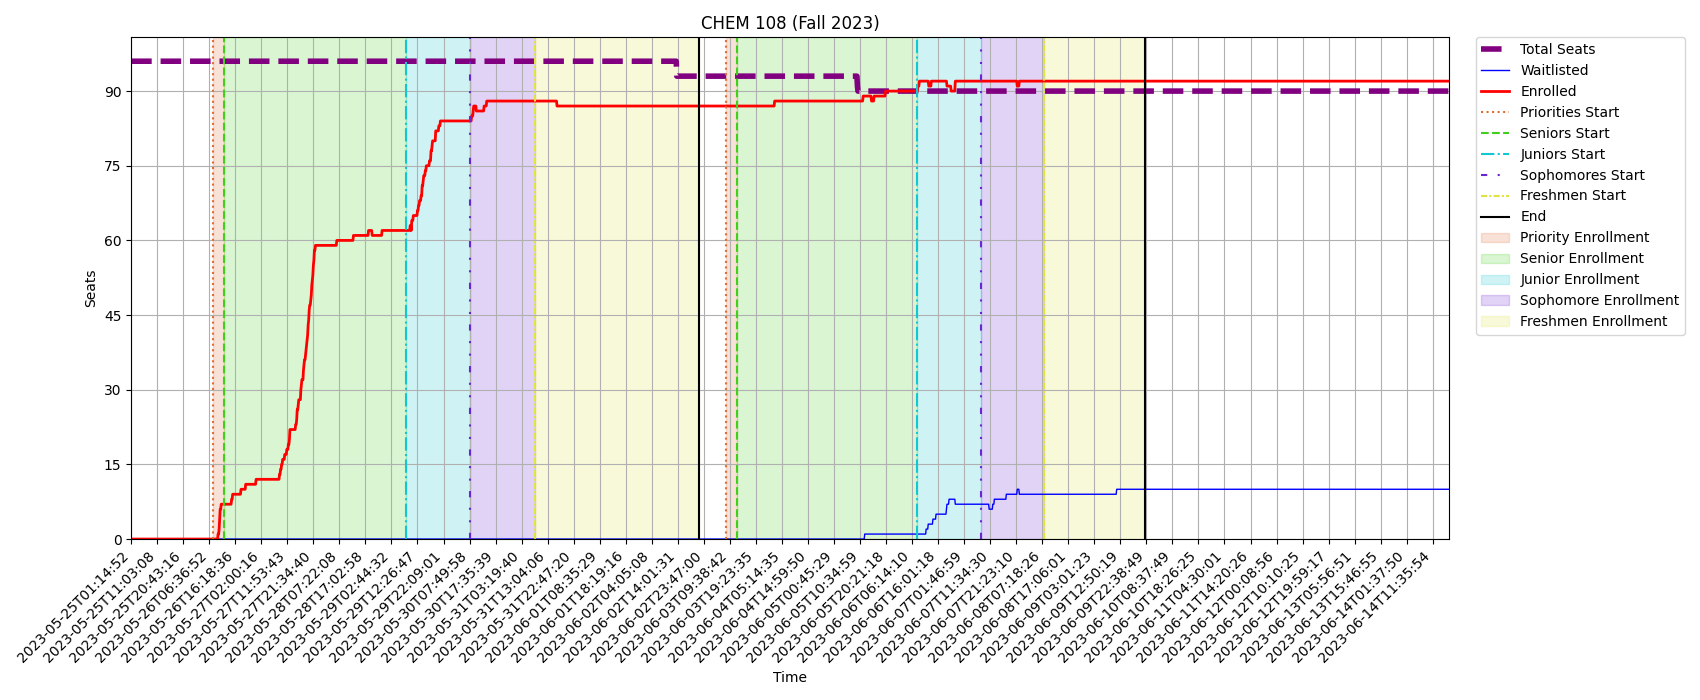 CHEM 108 (Fall 2023)
Seats
90
75
60
45
30
15
0
2023-05-25T01:14:52
2023-05-25T11:03:08
2023-05-25T20:43:16
2023-05-26T06:36:52
2023-05-26T16:18:36
2023-05-27T02:00:16
2023-05-27T11:53:43
2023-05-27T21:34:40
2023-05-28T07:22:08
2023-05-28T17:02:58
2023-05-29T02:44:32
2023-05-29T12:26:47
2023-05-29T22:09:01
2023-05-30T07:49:58
2023-05-30T17:35:39
2023-05-31T03:19:40
2023-05-31T13:04:06
2023-05-31T22:47:20
2023-06-01T08:35:29
2023-06-01T18:19:16
2023-06-02T04:05:08
2023-06-02T14:01:31
2023-06-02T23:47:00
2023-06-03T09:38:42
2023-06-03T19:23:35
2023-06-04T05:14:35
2023-06-04T14:59:50
2023-06-05T00:45:29
2023-06-05T10:34:59
2023-06-05T20:21:18
2023-06-06T06:14:10
2023-06-06T16:01:18
2023-06-07T01:46:59
2023-06-07T11:34:30
2023-06-07T21:23:10
2023-06-08T07:18:26
2023-06-08T17:06:01
2023-06-09T03:01:23
2023-06-09T12:50:19
2023-06-09T22:38:49
2023-06-10T08:37:49
2023-06-10T18:26:25
2023-06-11T04:30:01
2023-06-11T14:20:26
2023-06-12T00:08:56
2023-06-12T10:10:25
2023-06-12T19:59:17
2023-06-13T05:56:51
2023-06-13T15:46:55
2023-06-14T01:37:50
2023-06-14T11:35:54
Time
Total Seats
Waitlisted
Enrolled
Priorities Start
Seniors Start
Juniors Start
Sophomores Start
Freshmen Start
End
Priority Enrollment
Senior Enrollment
Junior Enrollment
Sophomore Enrollment
Freshmen Enrollment